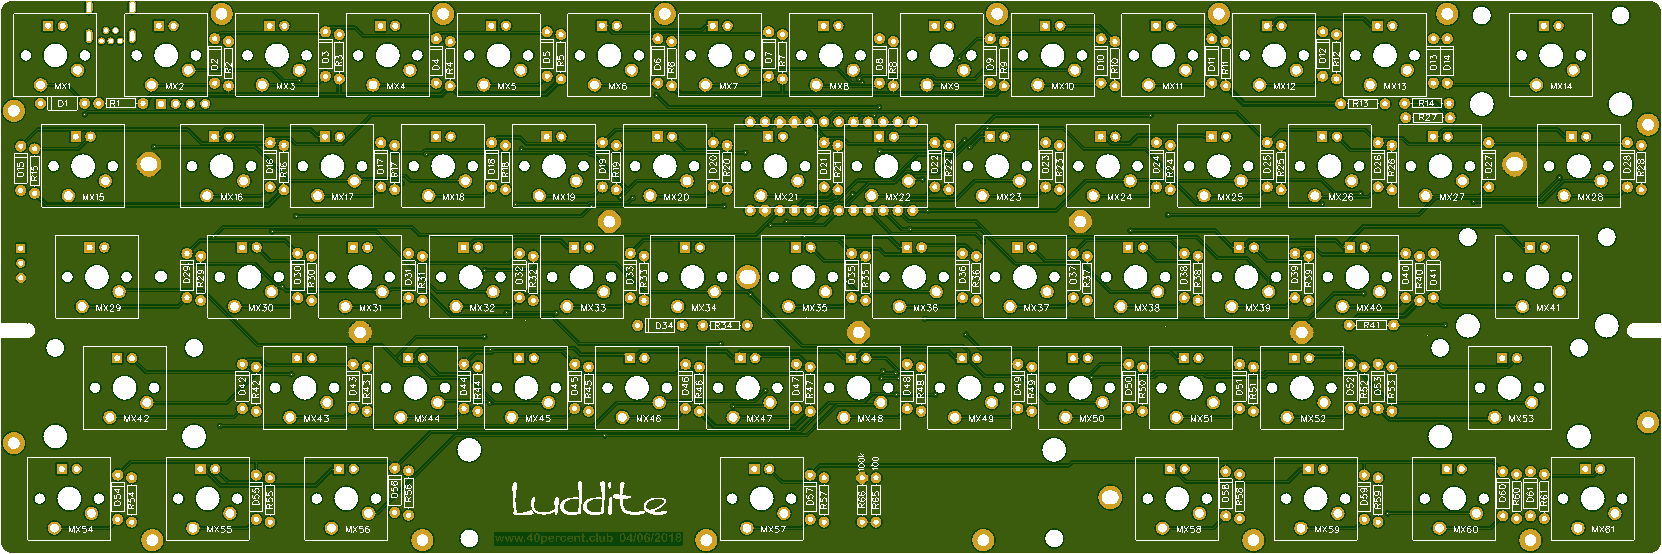 MX1 MX2 D2 R2 MX3 D3 R3 MX4 D4 R4 MX5 D5 R5 MX6 D6 R6 MX7 D7 R7 MX8 D8 R8 MX9 D9 R9 MX10 D10 R10 MX11 D11 R11 MX12 D12 R12 MX13 D13 D14 MX14
D1 R1 R13 R14
R27
D15 R15 MX15 MX16 D16 R16 MX17 D17 R17 MX18 D18 R18 MX19 D19 R19 MX20 D20 R20 MX21 D21 R21 MX22 D22 R22 MX23 D23 R23 MX24 D24 R24 MX25 D25 R25 MX26 D26 R26 MX27 D27 MX28 D28 R28
MX29 D29 R29 MX30 D30 R30 MX31 D31 R31 MX32 D32 R32 MX33 D33 R33 MX34 MX35 D35 R35 MX36 D36 R36 MX37 D37 R37 MX38 D38 R38 MX39 D39 R39 MX40 D40 D41 MX41
D34 R34 R41
MX42 D42 R42 MX43 D43 R43 MX44 D44 R44 MX45 D45 R45 MX46 D46 R46 MX47 D47 R47 MX48 D48 R48 MX49 D49 R49 MX50 D50 R50 MX51 D51 R51 MX52 D52 R52 D53 R53 MX53
100k 100
MX54 D54 R54 MX55 D55 R55 MX56 D56 R56 MX57 D57 R57 R66 R65 MX58 D58 R58 MX59 D59 R59 MX60 D60 R60 D61 R61 MX61
Luddite
www.40percent.club 04/06/2018